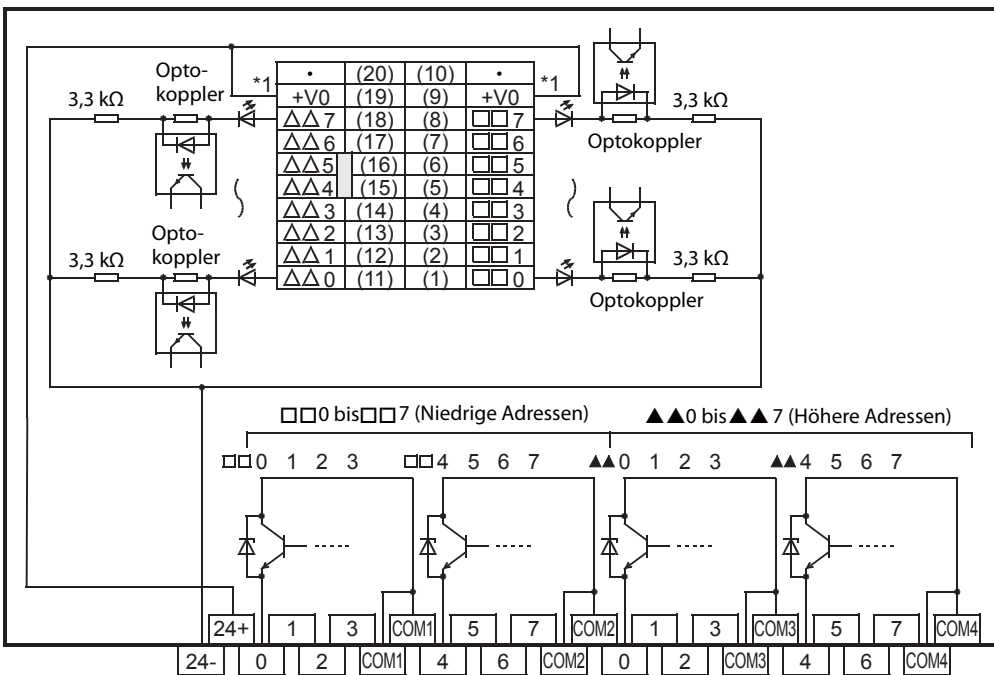 Opto-
koppler
3,3 kΩ
*1
• (20) (10) •
*1
+V0 (19) (9) +V0
△△7 (18) (8) □□7
△△6 (17) (7) □□6
△△5 (16) (6) □□5
△△4 (15) (5) □□4
△△3 (14) (4) □□3
△△2 (13) (3) □□2
△△1 (12) (2) □□1
△△0 (11) (1) □□0
3,3 kΩ
Optokoppler
Opto-
koppler
3,3 kΩ
3,3 kΩ
Optokoppler
□□0 bis□□7 (Niedrige Adressen)
▲▲0 bis▲▲7 (Höhere Adressen)
□□0 1 2 3 □□4 5 6 7 ▲▲0 1 2 3 ▲▲4 5 6 7
24+ 1 3 COM1 5 7 COM2 1 3 COM3 5 7 COM4
24- 0 2 COM1 4 6 COM2 0 2 COM3 4 6 COM4